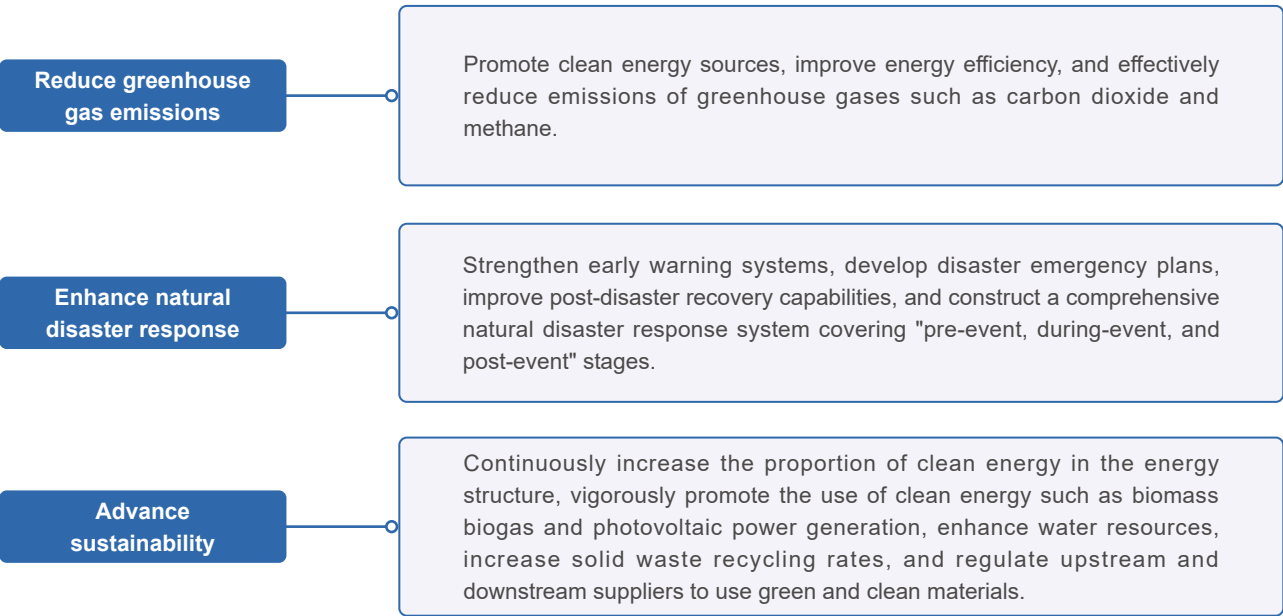 Reduce greenhouse
gas emissions
Promote clean energy sources, improve energy efficiency, and effectively
reduce emissions of greenhouse gases such as carbon dioxide and
methane.
Enhance natural
disaster response
Strengthen early warning systems, develop disaster emergency plans,
improve post-disaster recovery capabilities, and construct a comprehensive
natural disaster response system covering "pre-event, during-event, and
post-event" stages.
Advance
sustainability
Continuously increase the proportion of clean energy in the energy
structure, vigorously promote the use of clean energy such as biomass
biogas and photovoltaic power generation, enhance water resources,
increase solid waste recycling rates, and regulate upstream and
downstream suppliers to use green and clean materials.